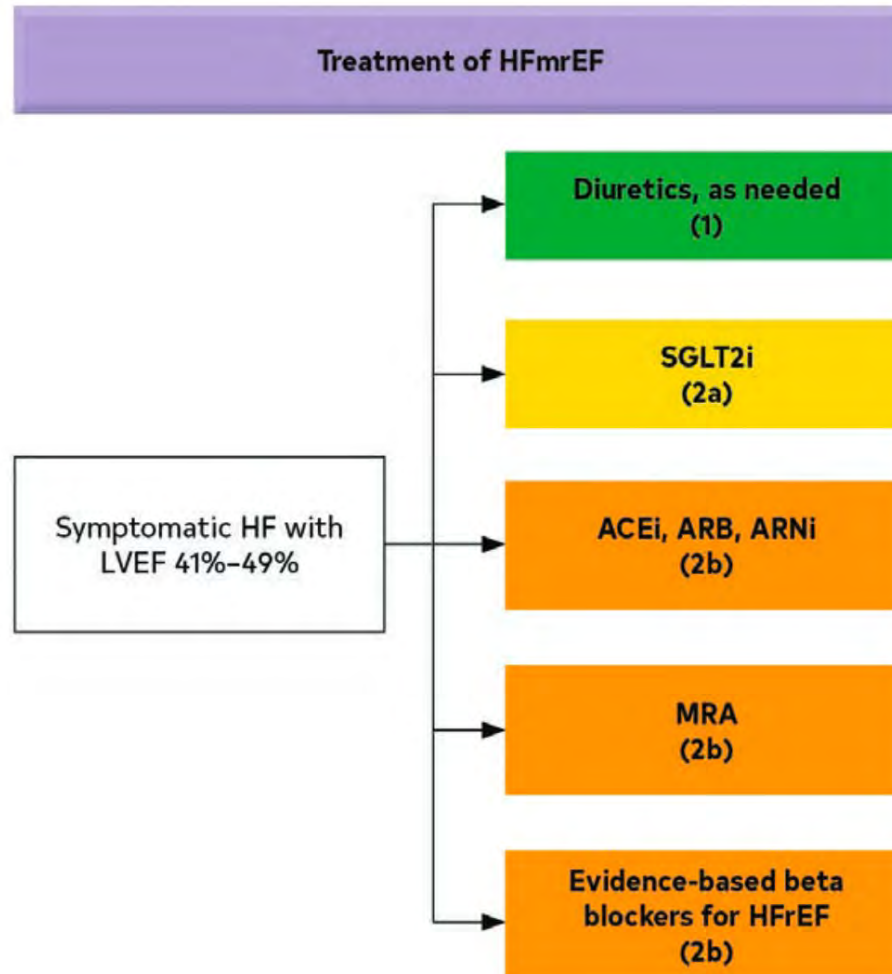 Treatment of HFmrEF
Symptomatic HF with
LVEF 41%–49%
Diuretics, as needed
(1)
SGLT2i
(2a)
ACEi, ARB, ARNi
(2b)
MRA
(2b)
Evidence-based beta
blockers for HFrEF
(2b)